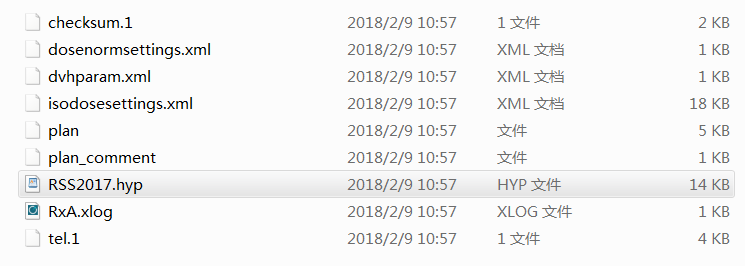 checksum.1 2018/2/9 10:57 1 文件 2 KB
dosenormsettings.xml 2018/2/9 10:57 XML 文档 1 KB
dvhparam.xml 2018/2/9 10:57 XML 文档 1 KB
isodosesettings.xml 2018/2/9 10:57 XML 文档 18 KB
plan 2018/2/9 10:57 文件 5 KB
plan_comment 2018/2/9 10:57 文件 1 KB
RSS2017.hyp 2018/2/9 10:57 HYP 文件 14 KB
RxA.xlog 2018/2/9 10:57 XLOG 文件 1 KB
tel.1 2018/2/9 10:57 1 文件 4 KB